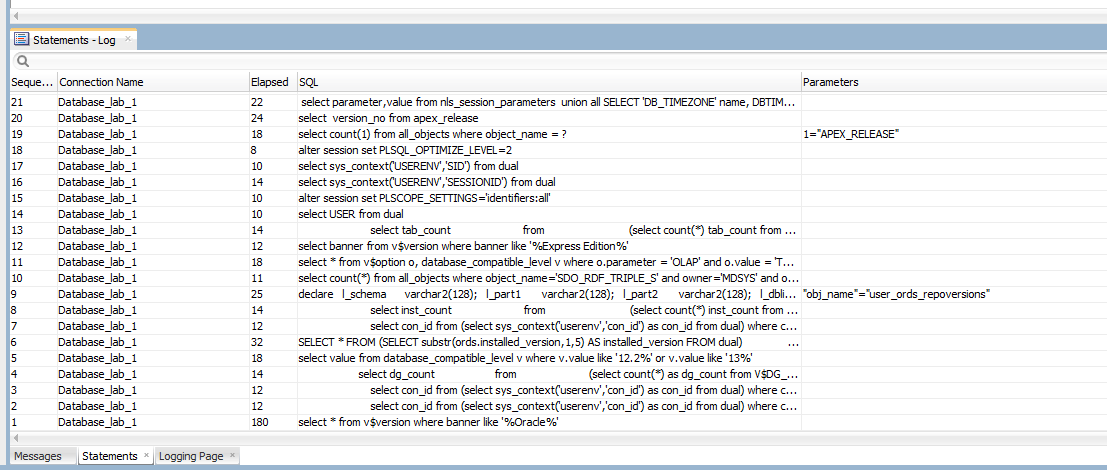 Statements - Log ×
Seque... Connection Name Elapsed SQL Parameters
21 Database_lab_1 22 select parameter,value from nls_session_parameters union all SELECT 'DB_TIMEZONE' name, DBTIM...
20 Database_lab_1 24 select version_no from apex_release
19 Database_lab_1 18 select count(1) from all_objects where object_name = ? 1="APEX_RELEASE"
18 Database_lab_1 8 alter session set PLSQL_OPTIMIZE_LEVEL=2
17 Database_lab_1 10 select sys_context('USERENV','SID') from dual
16 Database_lab_1 14 select sys_context('USERENV','SESSIONID') from dual
15 Database_lab_1 10 alter session set PLSCOPE_SETTINGS='identifiers:all'
14 Database_lab_1 10 select USER from dual
13 Database_lab_1 14 select tab_count from (select count(*) tab_count from ...
12 Database_lab_1 12 select banner from v$version where banner like '%Express Edition%'
11 Database_lab_1 18 select * from v$option o, database_compatible_level v where o.parameter = 'OLAP' and o.value = 'T...
10 Database_lab_1 11 select count(*) from all_objects where object_name='SDO_RDF_TRIPLE_S' and owner='MDSYS' and o...
9 Database_lab_1 25 declare l_schema varchar2(128); l_part1 varchar2(128); l_part2 varchar2(128); l_dbli... "obj_name"="user_ords_repoversions"
8 Database_lab_1 14 select inst_count from (select count(*) inst_count from ...
7 Database_lab_1 12 select con_id from (select sys_context('userenv','con_id') as con_id from dual) where c...
6 Database_lab_1 32 SELECT * FROM (SELECT substr(ords.installed_version,1,5) AS installed_version FROM dual) ...
5 Database_lab_1 18 select value from database_compatible_level v where v.value like '12.2%' or v.value like '13%'
4 Database_lab_1 14 select dg_count from (select count(*) as dg_count from V$DG_...
3 Database_lab_1 12 select con_id from (select sys_context('userenv','con_id') as con_id from dual) where c...
2 Database_lab_1 12 select con_id from (select sys_context('userenv','con_id') as con_id from dual) where c...
1 Database_lab_1 180 select * from v$version where banner like '%Oracle%'
Messages Statements × Logging Page ×